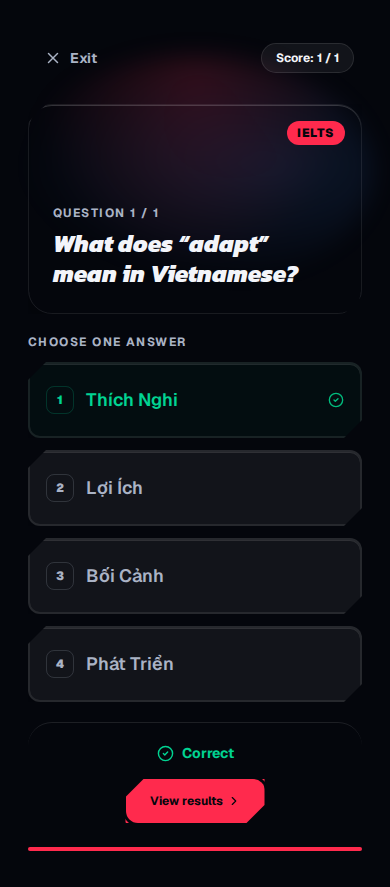 Exit
Score: 1 / 1
IELTS
QUESTION 1 / 1
What does "adapt"
mean in Vietnamese?
CHOOSE ONE ANSWER
1 Thích Nghi
2 Lợi Ích
3 Bối Cảnh
4 Phát Triển
Correct
View results